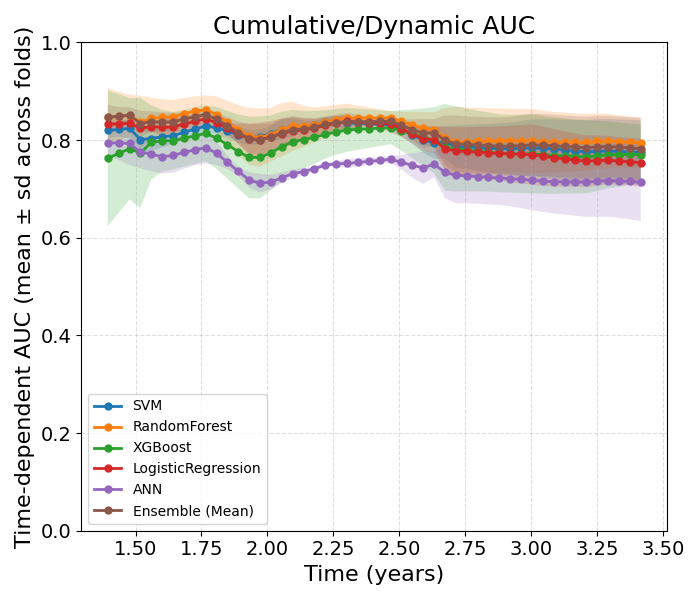 Cumulative/Dynamic AUC
Time-dependent AUC (mean ± sd across folds)
1.0
0.8
0.6
0.4
0.2
0.0
SVM
RandomForest
XGBoost
LogisticRegression
ANN
Ensemble (Mean)
1.50 1.75 2.00 2.25 2.50 2.75 3.00 3.25 3.50
Time (years)